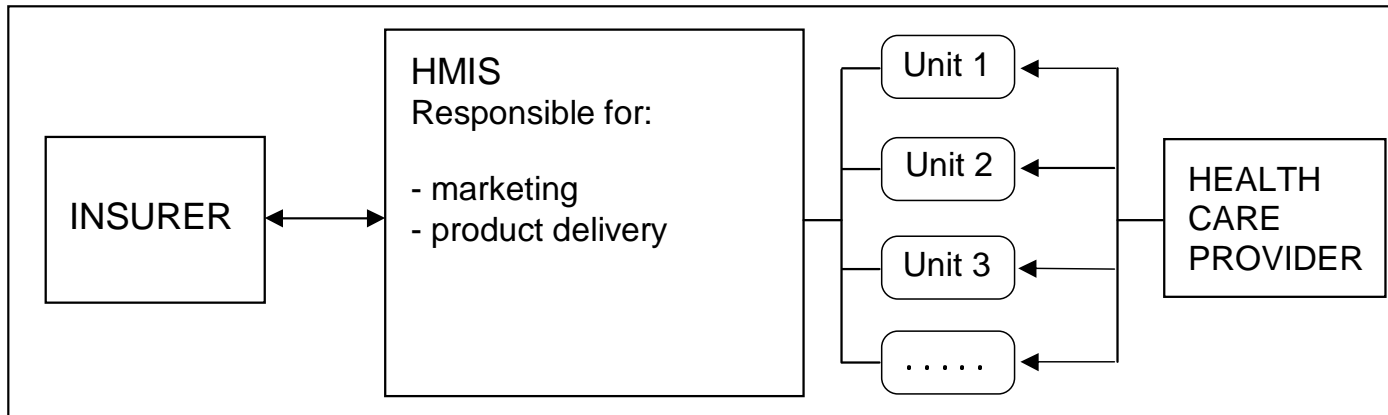 INSURER
HMIS
Responsible for:
- marketing
- product delivery
Unit 1
Unit 2
Unit 3
. . . . .
HEALTH
CARE
PROVIDER